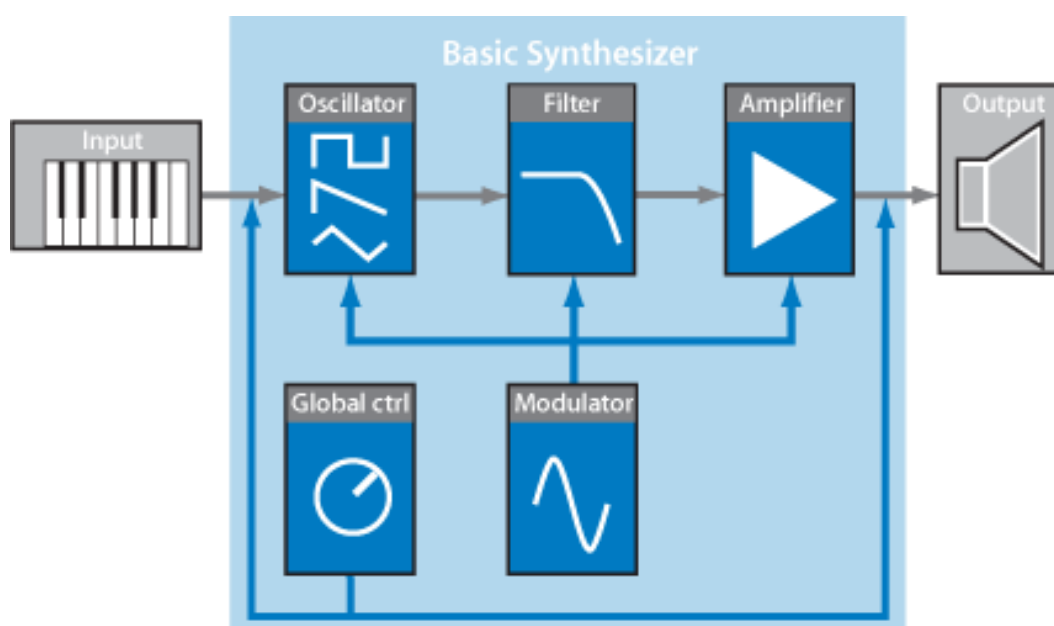 Basic Synthesizer
Input
Oscillator
Filter
Amplifier
Output
Global ctrl
Modulator